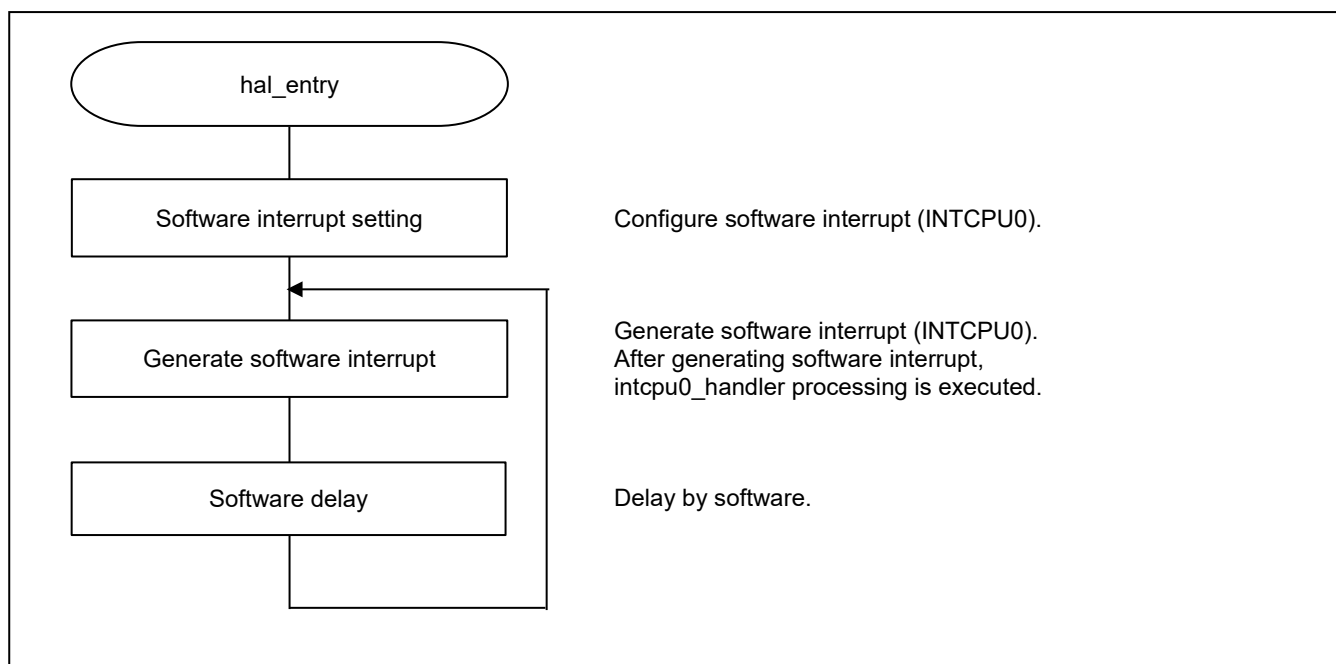 hal_entry
Software interrupt setting
Configure software interrupt (INTCPU0).
Generate software interrupt
Generate software interrupt (INTCPU0).
After generating software interrupt,
intcpu0_handler processing is executed.
Software delay
Delay by software.